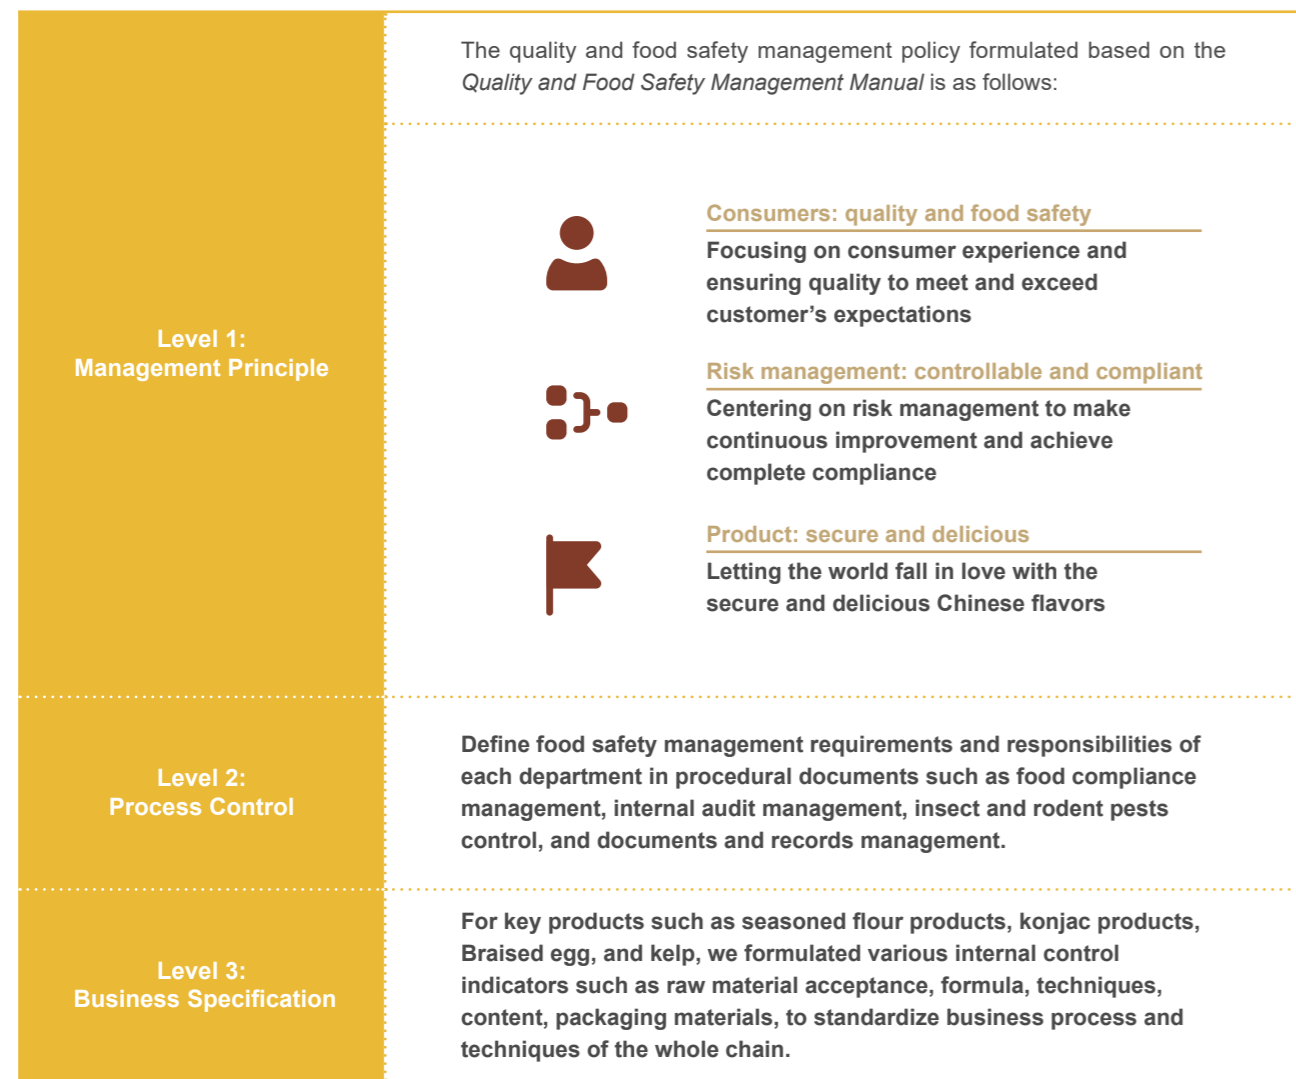 The quality and food safety management policy formulated based on the
Quality and Food Safety Management Manual is as follows:
Level 1:
Management Principle
Consumers: quality and food safety
Focusing on consumer experience and
ensuring quality to meet and exceed
customer’s expectations
Risk management: controllable and compliant
Centering on risk management to make
continuous improvement and achieve
complete compliance
Product: secure and delicious
Letting the world fall in love with the
secure and delicious Chinese flavors
Level 2:
Process Control
Define food safety management requirements and responsibilities of
each department in procedural documents such as food compliance
management, internal audit management, insect and rodent pests
control, and documents and records management.
Level 3:
Business Specification
For key products such as seasoned flour products, konjac products,
Braised egg, and kelp, we formulated various internal control
indicators such as raw material acceptance, formula, techniques,
content, packaging materials, to standardize business process and
techniques of the whole chain.